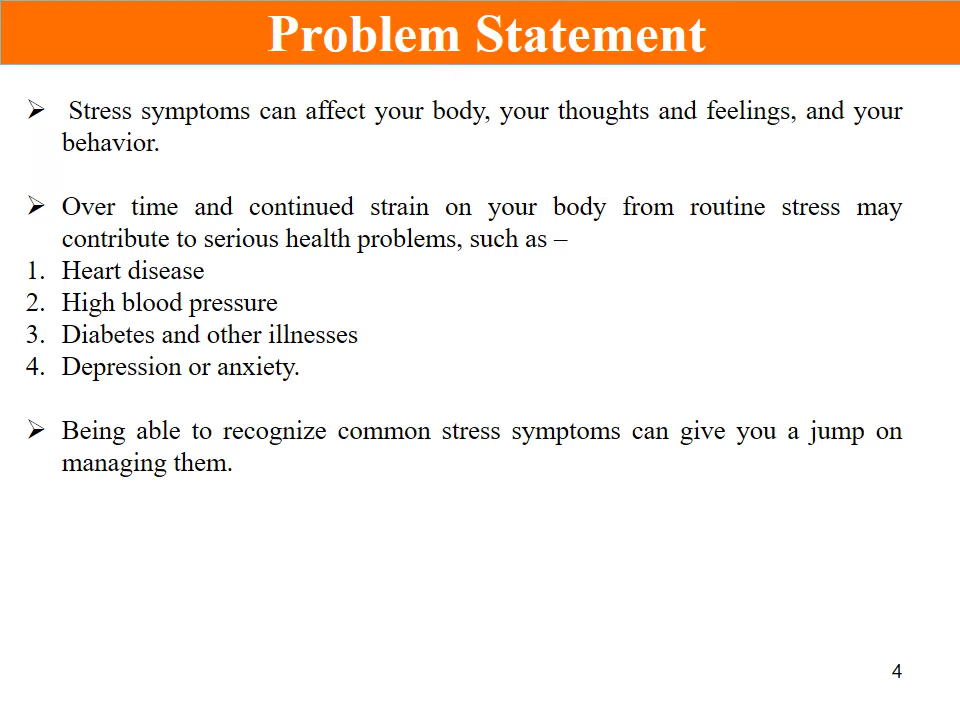 Problem Statement
➢ Stress symptoms can affect your body, your thoughts and feelings, and your
behavior.
➢ Over time and continued strain on your body from routine stress may
contribute to serious health problems, such as –
1. Heart disease
2. High blood pressure
3. Diabetes and other illnesses
4. Depression or anxiety.
➢ Being able to recognize common stress symptoms can give you a jump on
managing them.
4